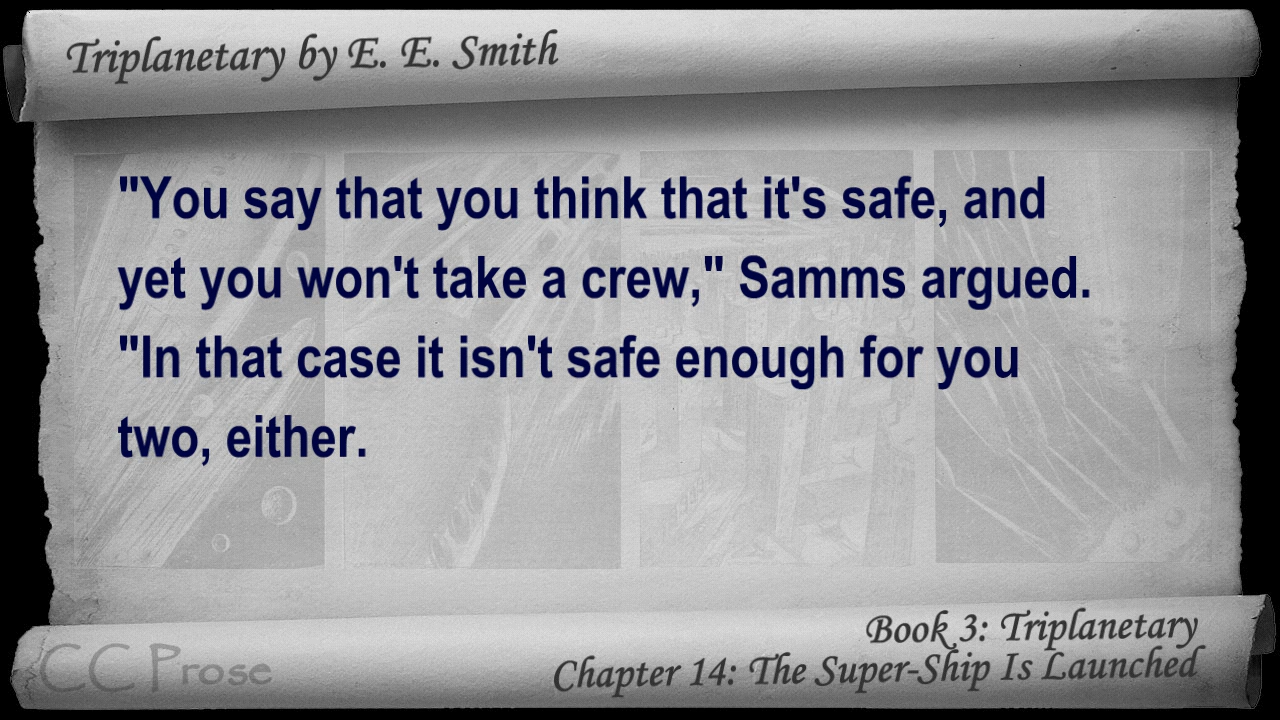 Triplanetary by E. E. Smith
"You say that you think that it's safe, and
yet you won't take a crew," Samms argued.
"In that case it isn't safe enough for you
two, either.
Book 3: Triplanetary
Chapter 14: The Super-Ship Is Launched
CC Prose